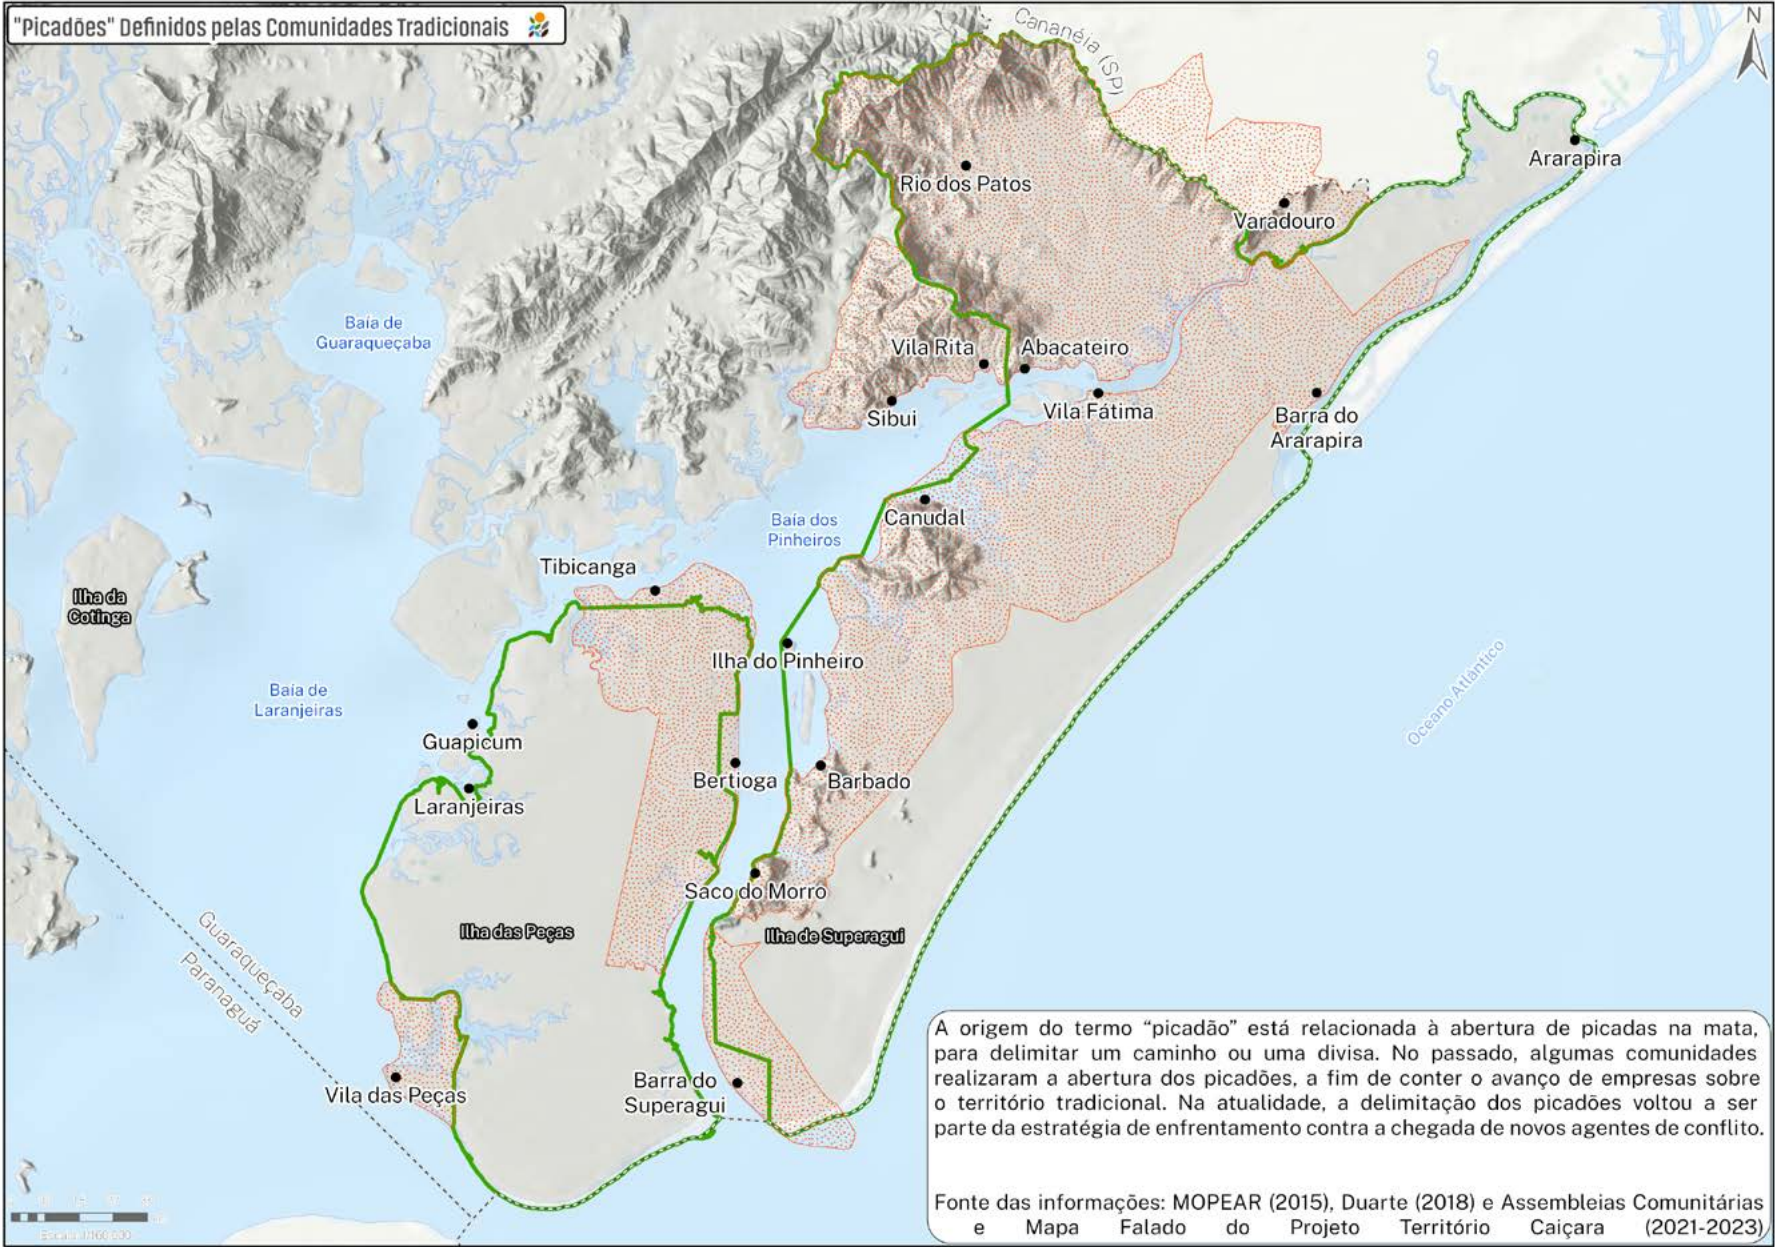 "Picadões" Definidos pelas Comunidades Tradicionais
Cananéia (SP)
N
Ararapira
Rio dos Patos
Varadouro
Baía de
Guaraqueçaba
Vila Rita
Abacateiro
Sibui
Vila Fátima
Barra do
Ararapira
Canudal
Baía dos
Pinheiros
Tibicanga
Ilha da
Cotinga
Ilha do Pinheiro
Baía de
Laranjeiras
Oceano Atlântico
Guapicum
Bertioga
Barbado
Laranjeiras
Saco do Morro
Ilha das Peças
Ilha de Superagui
Guaraqueçaba
Paranaguá
Vila das Peças
Barra do
Superagui
A origem do termo “picadão” está relacionada à abertura de picadas na mata,
para delimitar um caminho ou uma divisa. No passado, algumas comunidades
realizaram a abertura dos picadões, a fim de conter o avanço de empresas sobre
o território tradicional. Na atualidade, a delimitação dos picadões voltou a ser
parte da estratégia de enfrentamento contra a chegada de novos agentes de conflito.
Fonte das informações: MOPEAR (2015), Duarte (2018) e Assembleias Comunitárias
e Mapa Falado do Projeto Território Caiçara (2021-2023)
Escala 1:160.000